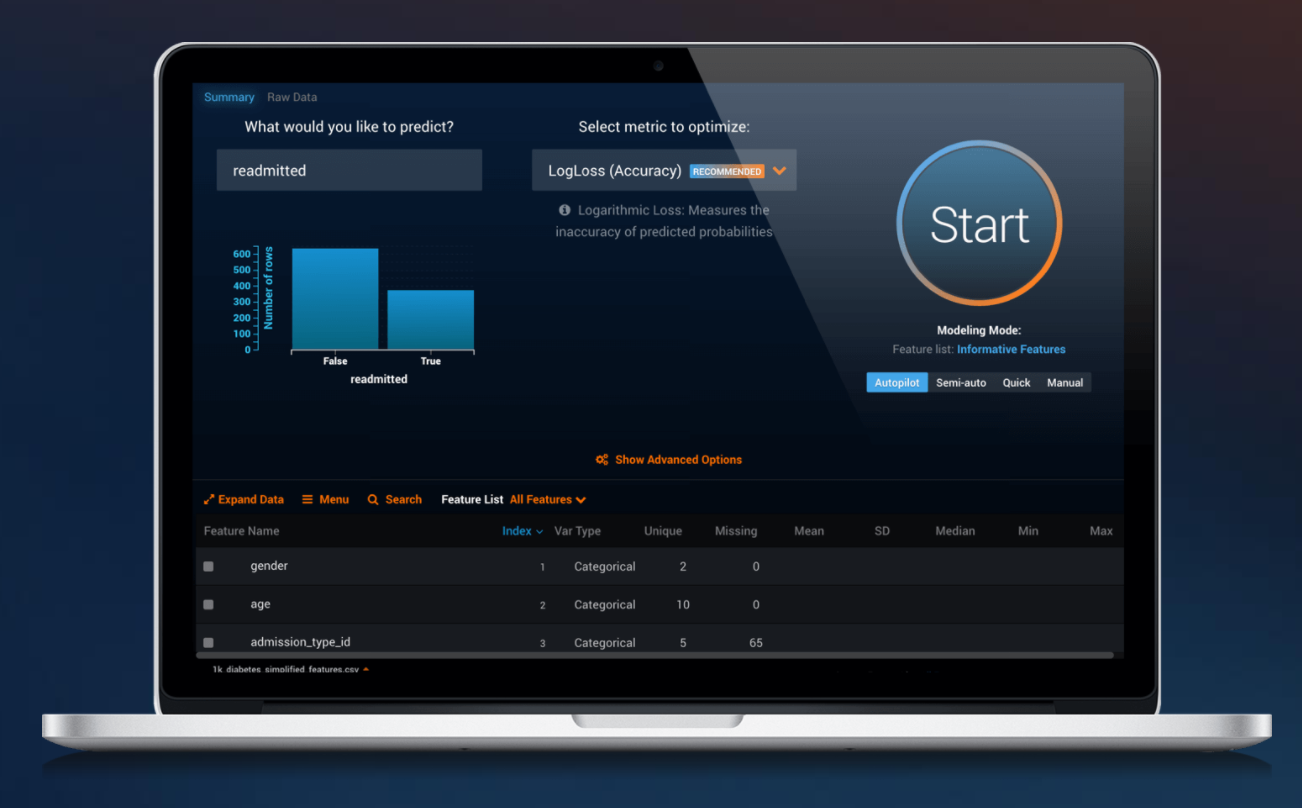 Summary Raw Data
What would you like to predict?
readmitted
Select metric to optimize:
LogLoss (Accuracy) RECOMMENDED
Logarithmic Loss: Measures the
inaccuracy of predicted probabilities
Start
Modeling Mode:
Feature list: Informative Features
Autopilot Semi-auto Quick Manual
Number of rows
600
500
400
300
200
100
0
False True
readmitted
Show Advanced Options
Expand Data Menu Search Feature List All Features
Feature Name Index Var Type Unique Missing Mean SD Median Min Max
gender 1 Categorical 2 0
age 2 Categorical 10 0
admission_type_id 3 Categorical 5 65
1k_diabetes_simplified_features.csv